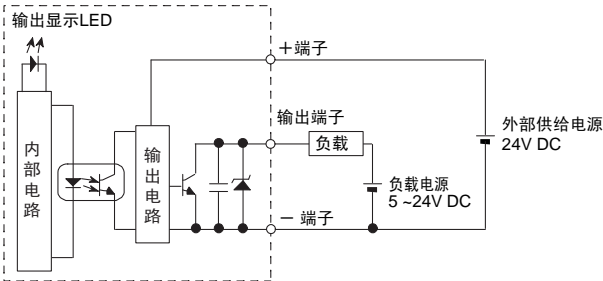 输出显示LED
＋端子
输出端子
负载
外部供给电源
24V DC
内部电路
输出电路
负载电源
5 ~24V DC
－ 端子